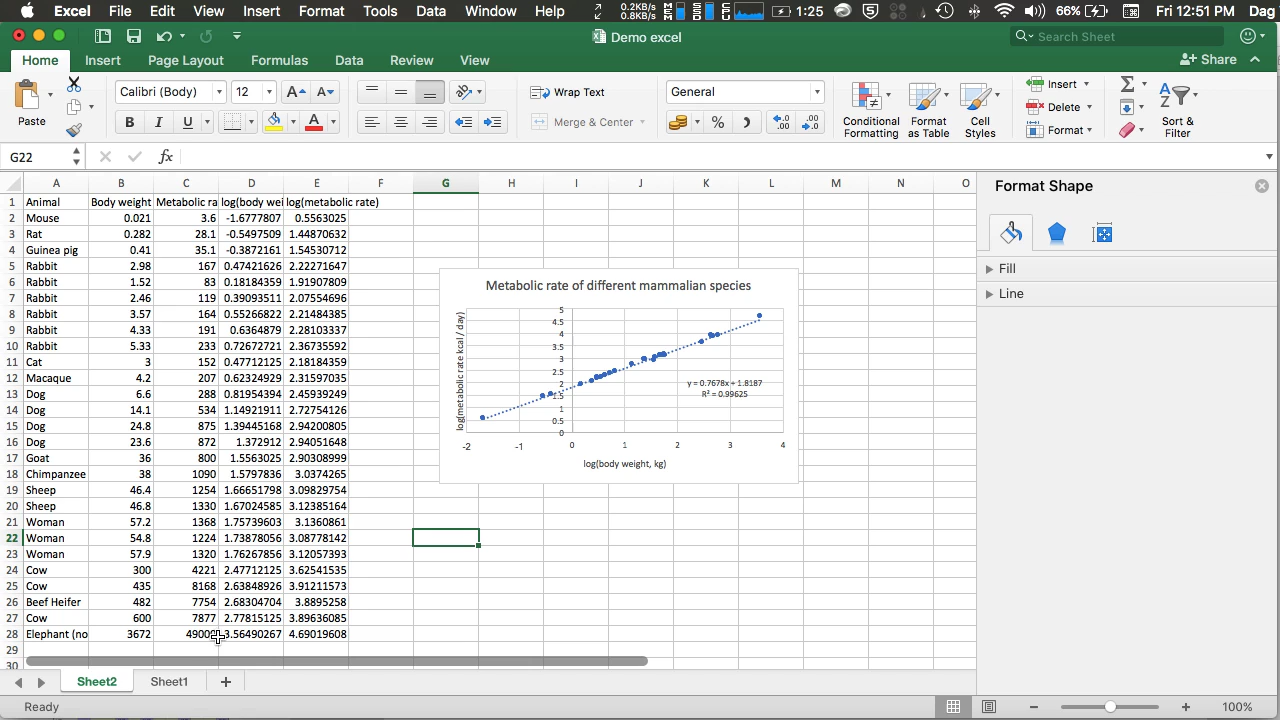 Excel File Edit View Insert Format Tools Data Window Help 0.2KB/s 0.8KB/s 1:25 66% Fri 12:51 PM Dag
Demo excel
Search Sheet
Home Insert Page Layout Formulas Data Review View Share
Paste
Calibri (Body) 12
B I U
Wrap Text
Merge & Center
General
Conditional Formatting
Format as Table
Cell Styles
Insert
Delete
Format
Sort & Filter
G22 fx
A B C D E F G H I J K L M N O
1 Animal Body weight Metabolic ra log(body wei log(metabolic rate)
2 Mouse 0.021 3.6 -1.6777807 0.5563025
3 Rat 0.282 28.1 -0.5497509 1.44870632
4 Guinea pig 0.41 35.1 -0.3872161 1.54530712
5 Rabbit 2.98 167 0.47421626 2.22271647
6 Rabbit 1.52 83 0.18184359 1.91907809
7 Rabbit 2.46 119 0.39093511 2.07554696
8 Rabbit 3.57 164 0.55266822 2.21484385
9 Rabbit 4.33 191 0.6364879 2.28103337
10 Rabbit 5.33 233 0.72672721 2.36735592
11 Cat 3 152 0.47712125 2.18184359
12 Macaque 4.2 207 0.62324929 2.31597035
13 Dog 6.6 288 0.81954394 2.45939249
14 Dog 14.1 534 1.14921911 2.72754126
15 Dog 24.8 875 1.39445168 2.94200805
16 Dog 23.6 872 1.372912 2.94051648
17 Goat 36 800 1.5563025 2.90308999
18 Chimpanzee 38 1090 1.5797836 3.0374265
19 Sheep 46.4 1254 1.66651798 3.09829754
20 Sheep 46.8 1330 1.67024585 3.12385164
21 Woman 57.2 1368 1.75739603 3.1360861
22 Woman 54.8 1224 1.73878056 3.08778142
23 Woman 57.9 1320 1.76267856 3.12057393
24 Cow 300 4221 2.47712125 3.62541535
25 Cow 435 8168 2.63848926 3.91211573
26 Beef Heifer 482 7754 2.68304704 3.8895258
27 Cow 600 7877 2.77815125 3.89636085
28 Elephant (no 3672 4900 3.56490267 4.69019608
29
30
Metabolic rate of different mammalian species
log(metabolic rate kcal / day)
5
4.5
4
3.5
3
2.5
2
1.5
1
0.5
0
y = 0.7678x + 1.8187
R² = 0.99625
-2 -1 0 1 2 3 4
log(body weight, kg)
Format Shape
Fill
Line
Sheet2 Sheet1
Ready
100%